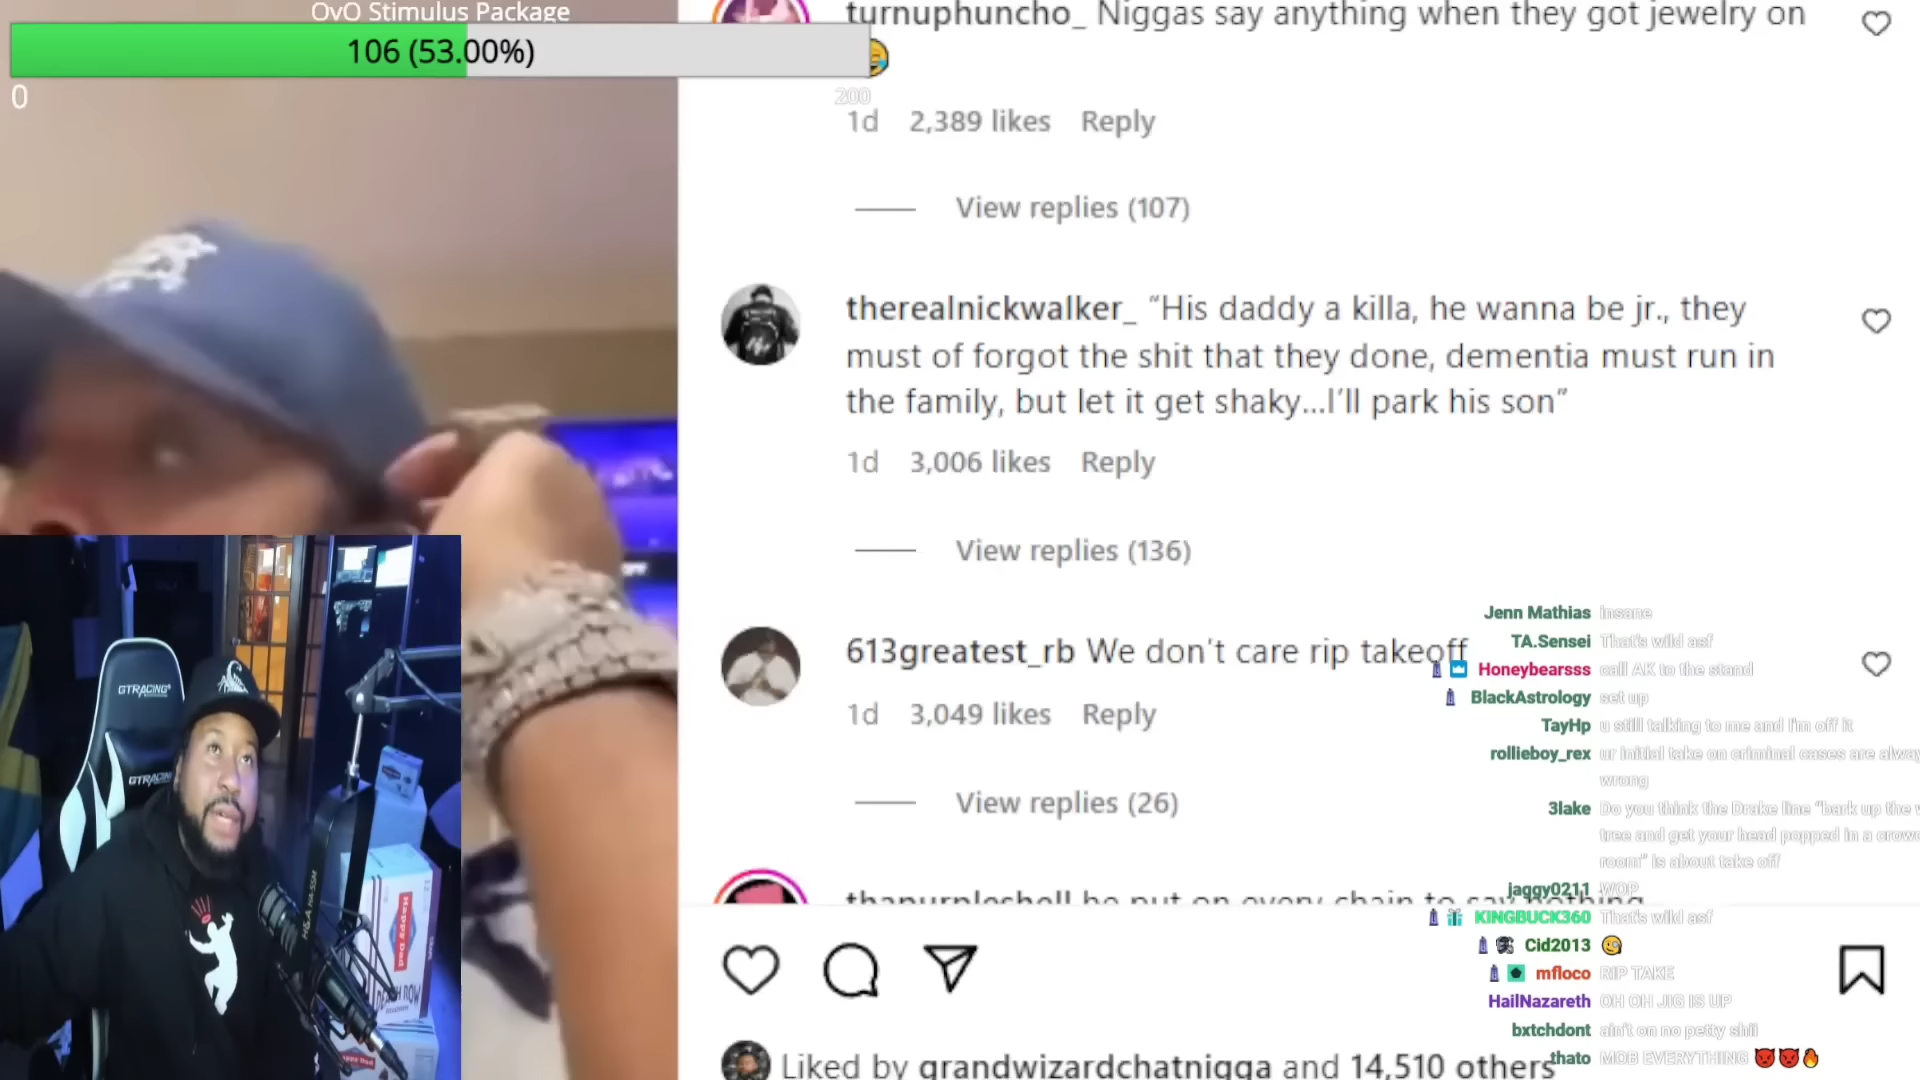 OvO Stimulus Package
106 (53.00%)
0
200
turnuphuncho_ Niggas say anything when they got jewelry on
😂
1d 2,389 likes Reply
View replies (107)
therealnickwalker_ “His daddy a killa, he wanna be jr., they
must of forgot the shit that they done, dementia must run in
the family, but let it get shaky...I’ll park his son”
1d 3,006 likes Reply
View replies (136)
613greatest_rb We don’t care rip takeoff
1d 3,049 likes Reply
View replies (26)
he put on every chain to say nothing
Liked by grandwizardchatnigga and 14,510 others
Jenn Mathias insane
TA.Sensei That's wild asf
Honeybearsss call AK to the stand
BlackAstrology set up
TayHp u still talking to me and I'm off it
rollieboy_rex ur initial take on criminal cases are alway
wrong
3lake Do you think the Drake line “bark up the w
tree and get your head popped in a crowd
room” is about take off
jaggy0211 WOP
KINGBUCK360 That's wild asf
Cid2013
mfloco RIP TAKE
HailNazareth OH OH JIG IS UP
bxtchdont ain't on no petty shii
thato MOB EVERYTHING 😈😈🔥
GTRACING
GTRACING
H&A HA-SSM
Happy Dad